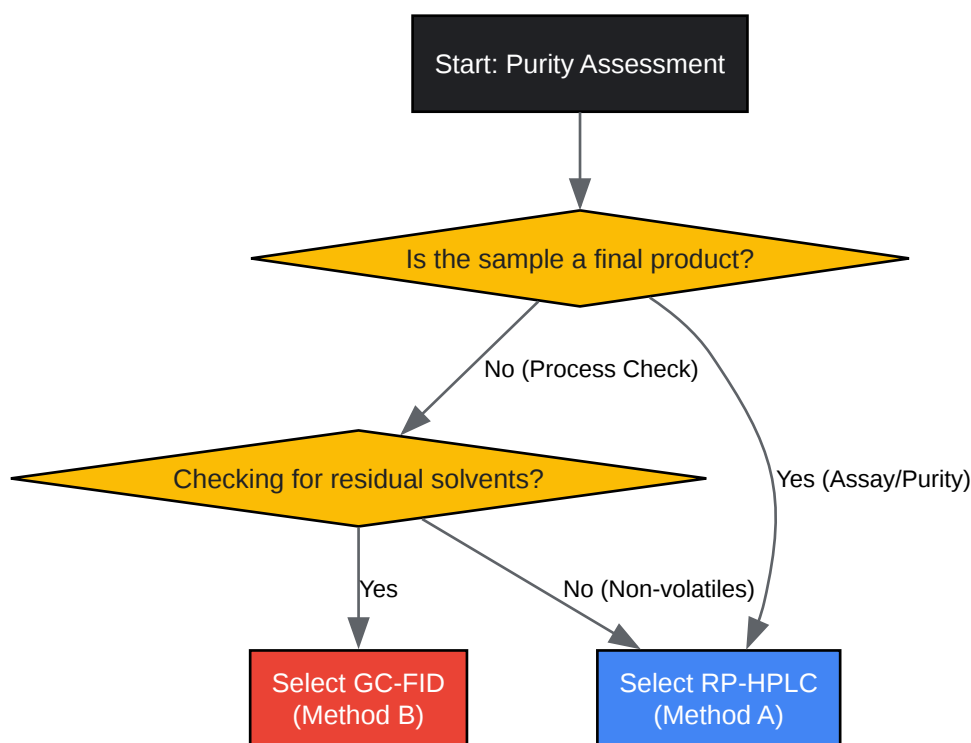 Start: Purity Assessment
Is the sample a final product?
No (Process Check)
Checking for residual solvents?
Yes (Assay/Purity)
Yes
No (Non-volatiles)
Select GC-FID
(Method B)
Select RP-HPLC
(Method A)